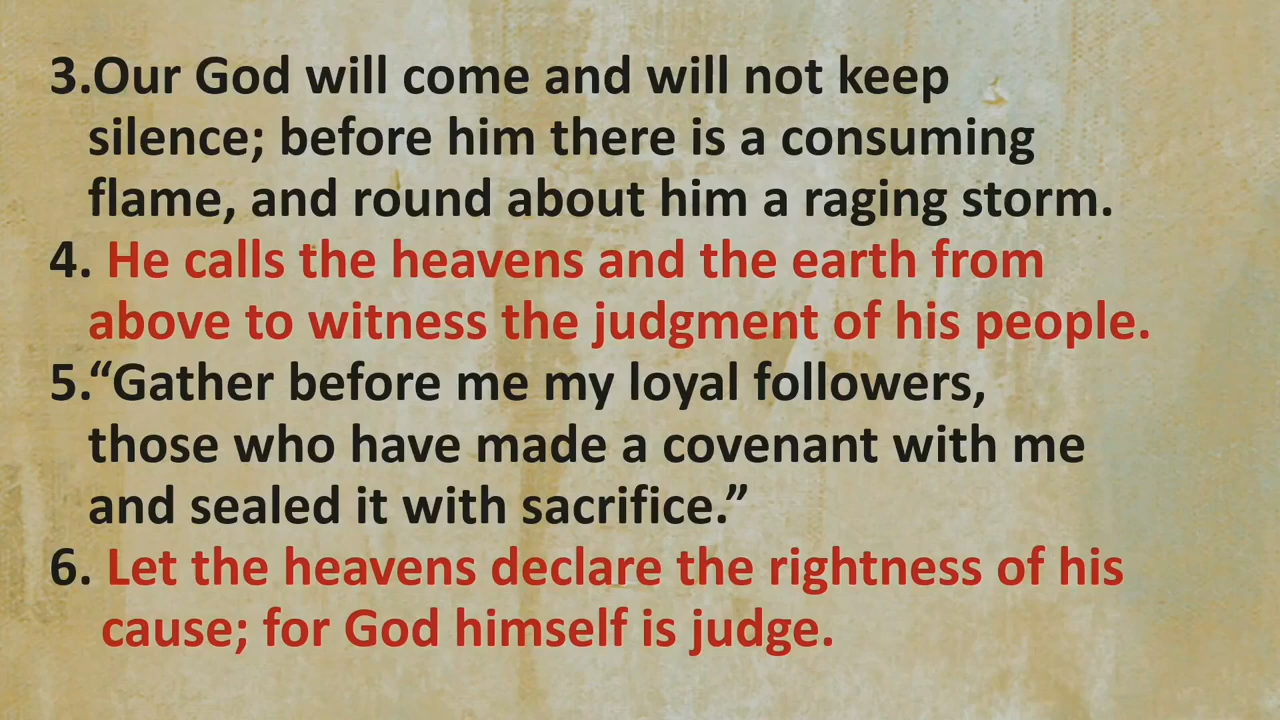 3.Our God will come and will not keep
silence; before him there is a consuming
flame, and round about him a raging storm.
4. He calls the heavens and the earth from
above to witness the judgment of his people.
5.“Gather before me my loyal followers,
those who have made a covenant with me
and sealed it with sacrifice.”
6. Let the heavens declare the rightness of his
cause; for God himself is judge.